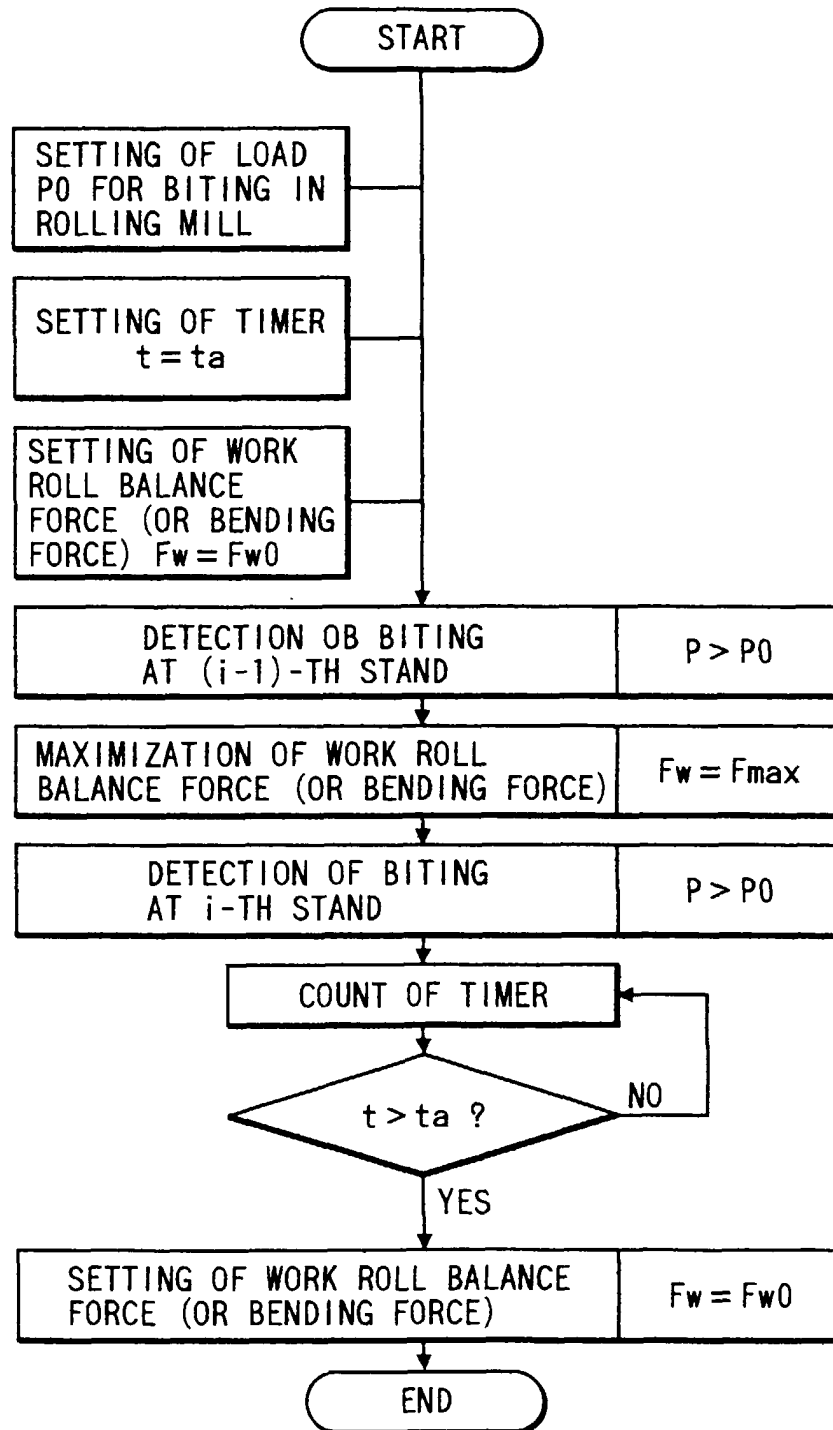 START
SETTING OF LOAD
P0 FOR BITING IN
ROLLING MILL
SETTING OF TIMER
t = ta
SETTING OF WORK
ROLL BALANCE
FORCE (OR BENDING
FORCE) Fw = Fw0
DETECTION OB BITING
AT (i-1)-TH STAND
P > P0
MAXIMIZATION OF WORK ROLL
BALANCE FORCE (OR BENDING FORCE)
Fw = Fmax
DETECTION OF BITING
AT i-TH STAND
P > P0
COUNT OF TIMER
t > ta ?
NO
YES
SETTING OF WORK ROLL BALANCE
FORCE (OR BENDING FORCE)
Fw = Fw0
END